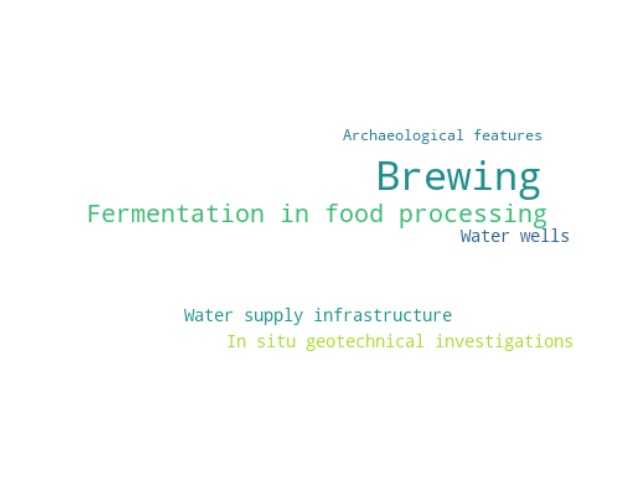 Archaeological features
Brewing
Fermentation in food processing
Water wells
Water supply infrastructure
In situ geotechnical investigations